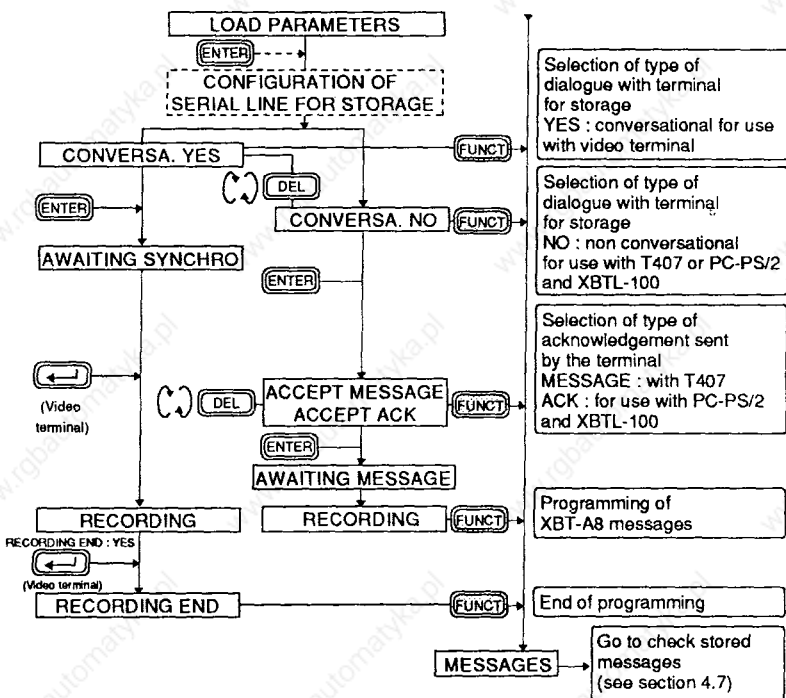 LOAD PARAMETERS
ENTER
CONFIGURATION OF
SERIAL LINE FOR STORAGE
CONVERSA. YES
FUNCT
Selection of type of
dialogue with terminal
for storage
YES : conversational for use
with video terminal
DEL
ENTER
CONVERSA. NO
FUNCT
Selection of type of
dialogue with terminal
for storage
NO : non conversational
for use with T407 or PC-PS/2
and XBTL-100
AWAITING SYNCHRO
ENTER
(Video
terminal)
DEL
ACCEPT MESSAGE
ACCEPT ACK
FUNCT
Selection of type of
acknowledgement sent
by the terminal
MESSAGE : with T407
ACK : for use with PC-PS/2
and XBTL-100
ENTER
AWAITING MESSAGE
RECORDING
RECORDING
FUNCT
Programming of
XBT-A8 messages
RECORDING END : YES
(Video terminal)
RECORDING END
FUNCT
End of programming
MESSAGES
Go to check stored
messages
(see section 4.7)
www.rgbautomatyka.pl